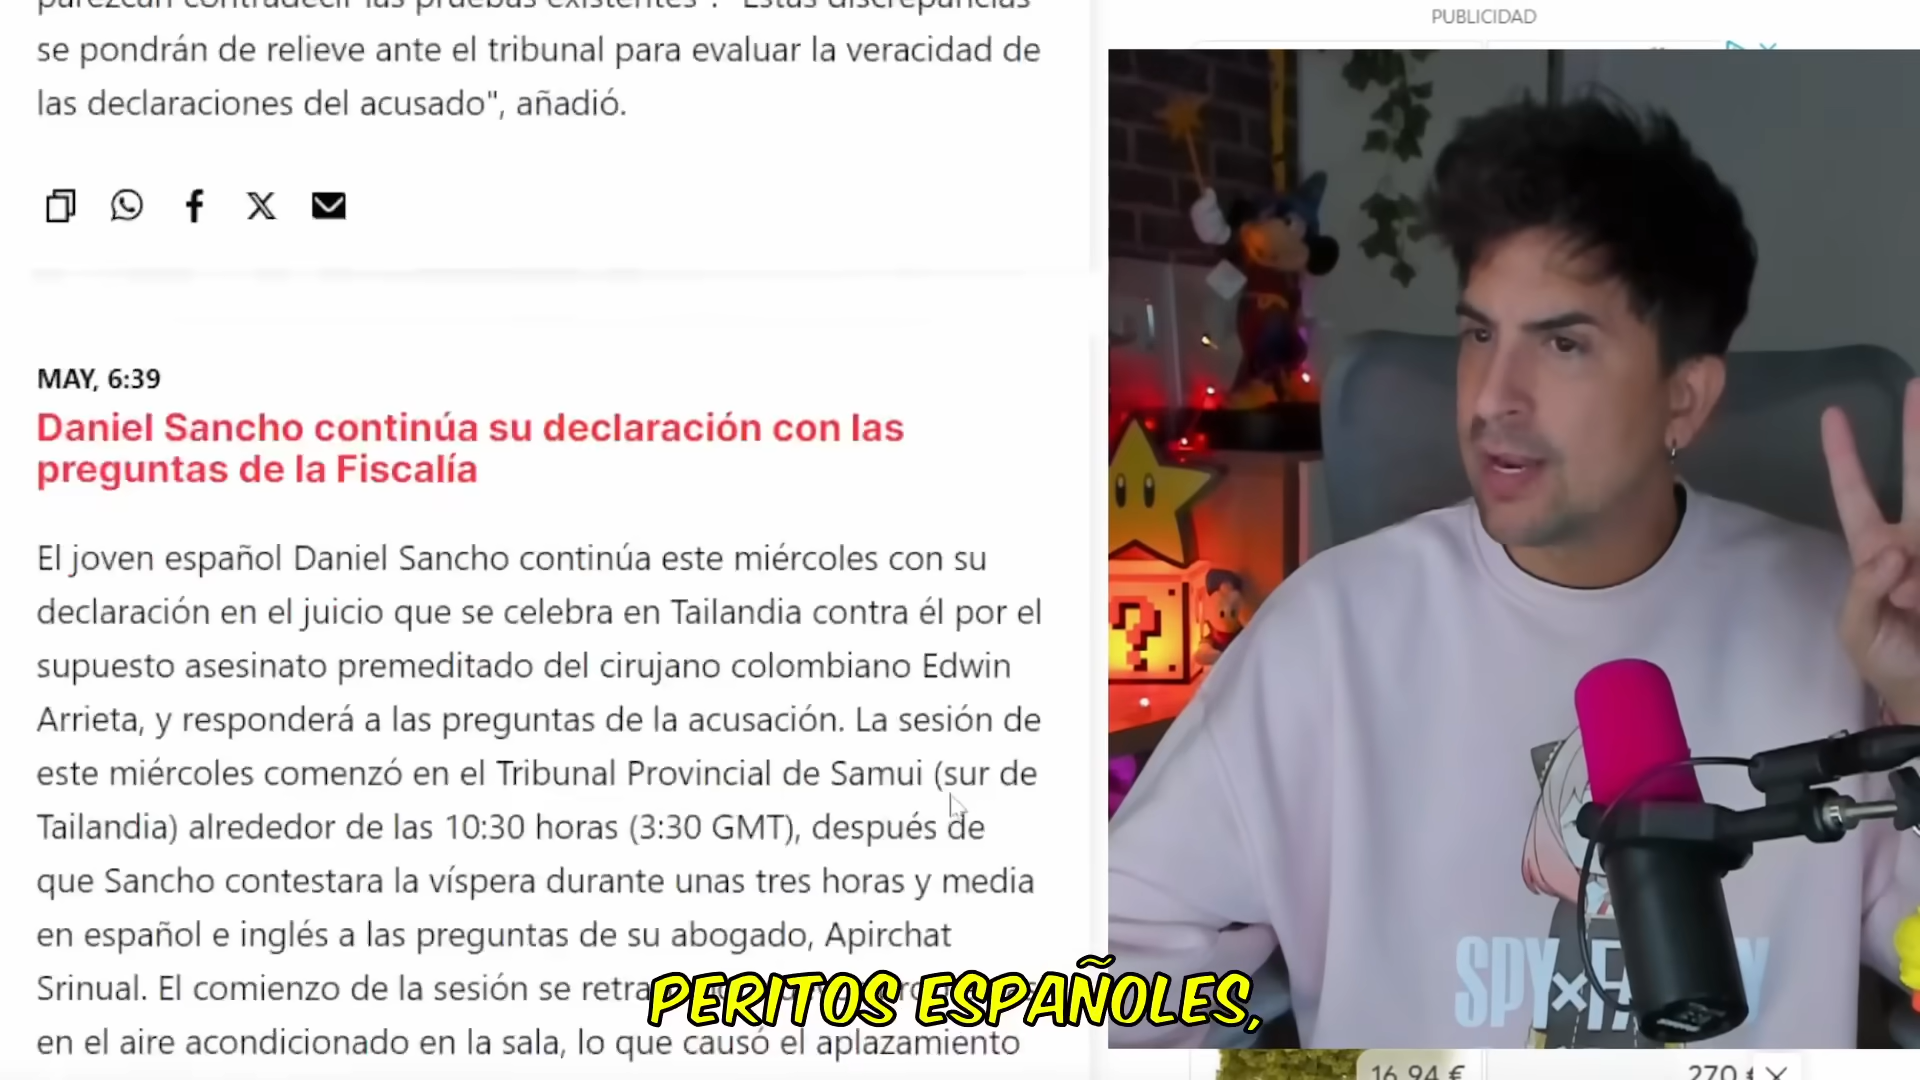 PUBLICIDAD
se pondrán de relieve ante el tribunal para evaluar la veracidad de
las declaraciones del acusado", añadió.
MAY, 6:39
Daniel Sancho continúa su declaración con las
preguntas de la Fiscalía
El joven español Daniel Sancho continúa este miércoles con su
declaración en el juicio que se celebra en Tailandia contra él por el
supuesto asesinato premeditado del cirujano colombiano Edwin
Arrieta, y responderá a las preguntas de la acusación. La sesión de
este miércoles comenzó en el Tribunal Provincial de Samui (sur de
Tailandia) alrededor de las 10:30 horas (3:30 GMT), después de
que Sancho contestara la víspera durante unas tres horas y media
en español e inglés a las preguntas de su abogado, Apirchat
Srinual. El comienzo de la sesión se
en el aire acondicionado en la sala, lo que causó el aplazamiento
PERITOS ESPAÑOLES,
SPY×
16,94 €
270